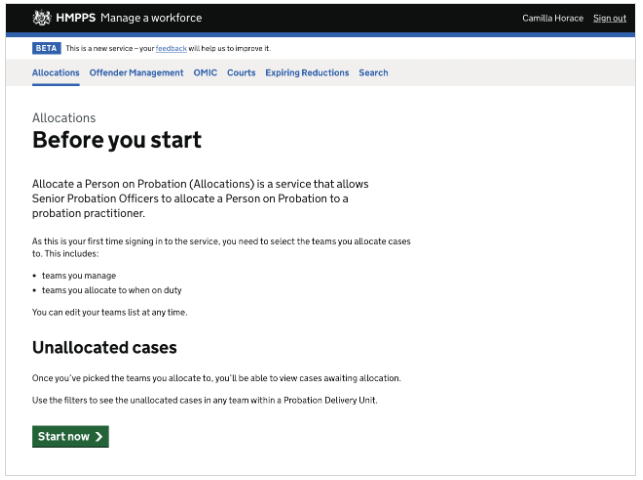 HMPPS Manage a workforce
Camilla Horace Sign out
BETA This is a new service – your feedback will help us to improve it.
Allocations Offender Management OMIC Courts Expiring Reductions Search
Allocations
Before you start
Allocate a Person on Probation (Allocations) is a service that allows
Senior Probation Officers to allocate a Person on Probation to a
probation practitioner.
As this is your first time signing in to the service, you need to select the teams you allocate cases
to. This includes:
• teams you manage
• teams you allocate to when on duty
You can edit your teams list at any time.
Unallocated cases
Once you've picked the teams you allocate to, you'll be able to view cases awaiting allocation.
Use the filters to see the unallocated cases in any team within a Probation Delivery Unit.
Start now